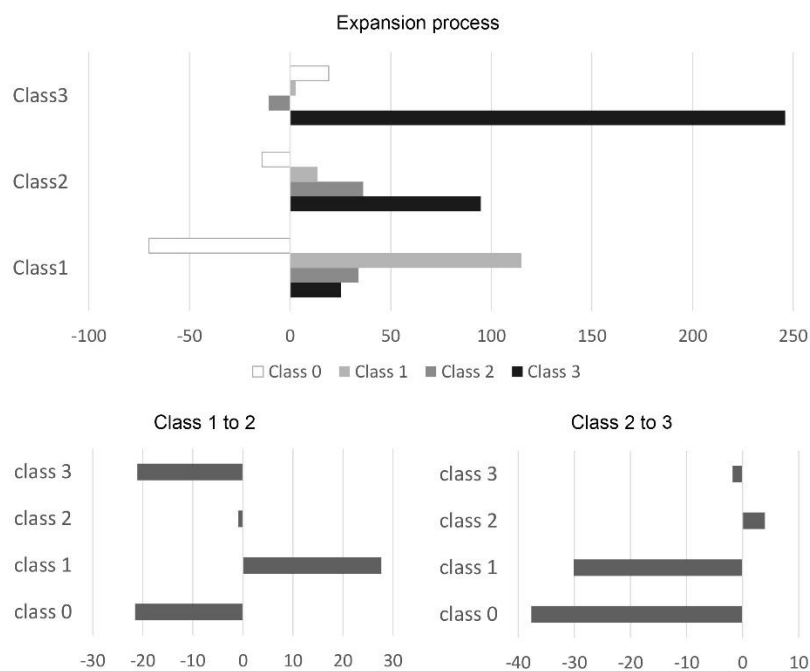 Expansion process
Class3
Class2
Class1
-100 -50 0 50 100 150 200 250
Class 0 Class 1 Class 2 Class 3
Class 1 to 2
class 3
class 2
class 1
class 0
-30 -20 -10 0 10 20 30
Class 2 to 3
class 3
class 2
class 1
class 0
-40 -30 -20 -10 0 10